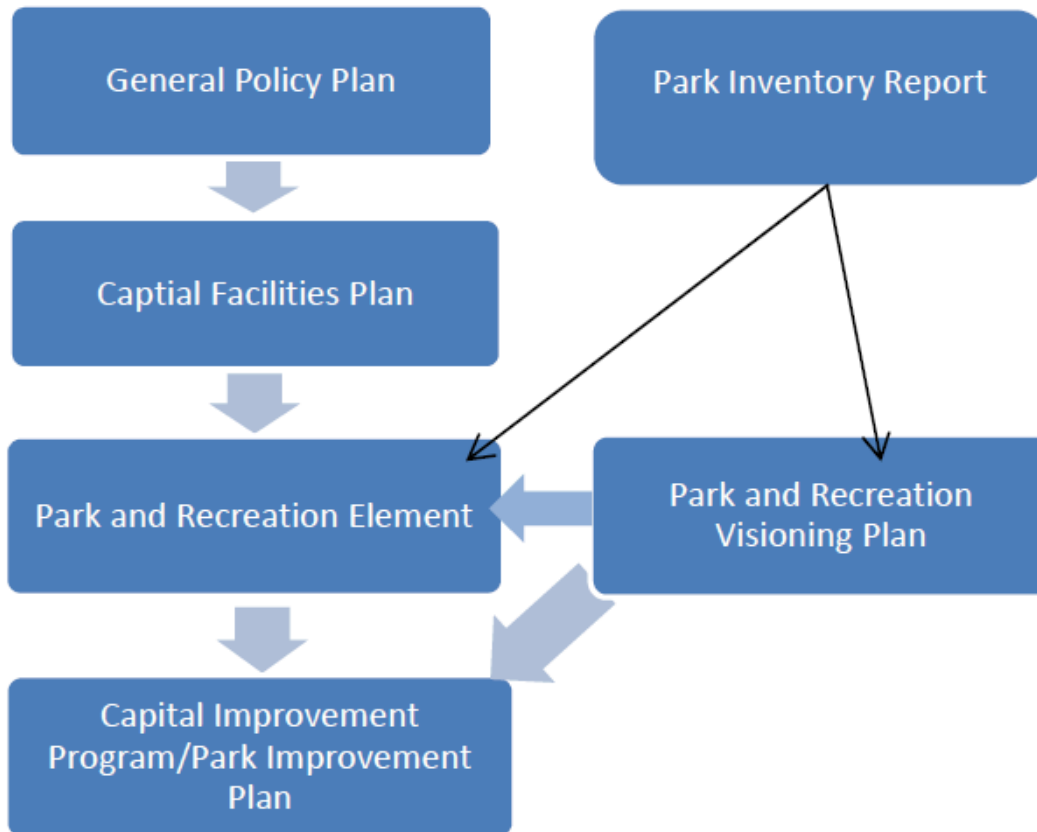 General Policy Plan
Park Inventory Report
Captial Facilities Plan
Park and Recreation Element
Park and Recreation
Visioning Plan
Capital Improvement
Program/Park Improvement
Plan